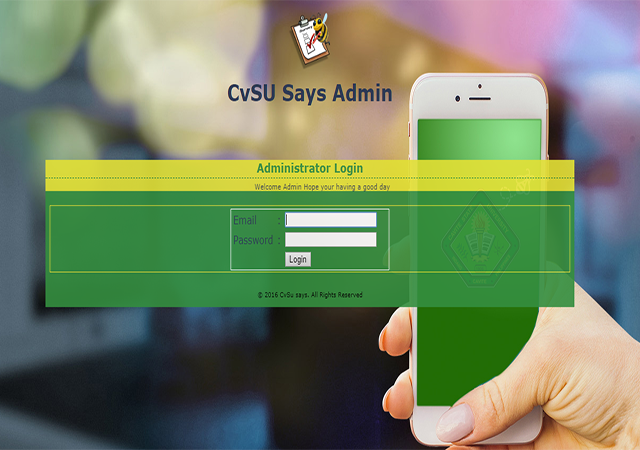 CvSU Says Admin
Administrator Login
Welcome Admin Hope your having a good day
Email :
Password :
Login
© 2016 CvSu says. All Rights Reserved